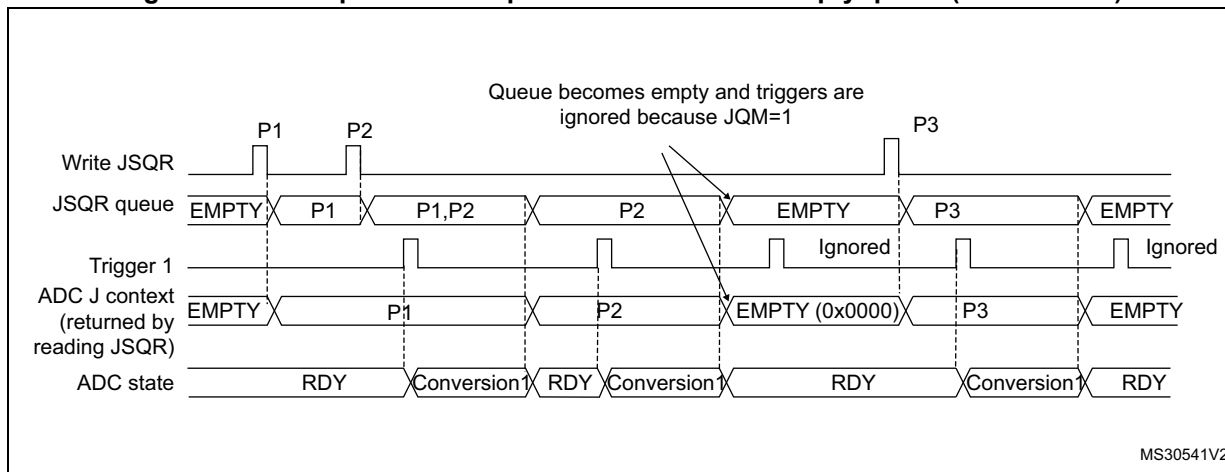 Queue becomes empty and triggers are
ignored because JQM=1
P1 P2 P3
Write JSQR
JSQR queue EMPTY P1 P1,P2 P2 EMPTY P3 EMPTY
Trigger 1 Ignored Ignored
ADC J context
(returned by
reading JSQR)
EMPTY P1 P2 EMPTY (0x0000) P3 EMPTY
ADC state RDY Conversion1 RDY Conversion1 RDY Conversion1 RDY
MS30541V2